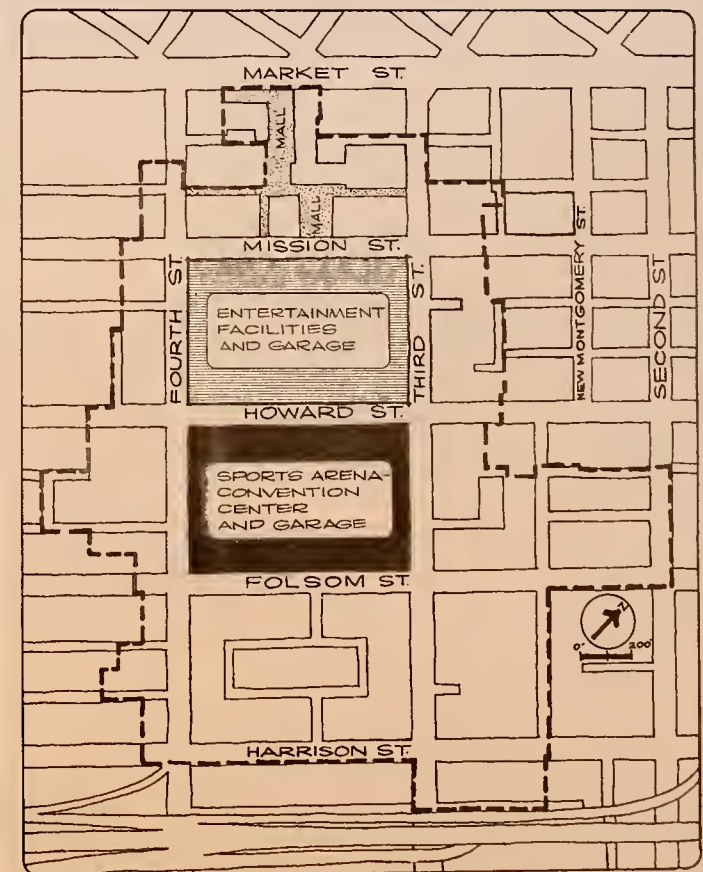 MARKET ST.
MALL
MALL
MISSION ST.
FOURTH ST.
ENTERTAINMENT
FACILITIES
AND GARAGE
THIRD ST.
NEW MONTGOMERY ST.
SECOND ST
HOWARD ST.
SPORTS ARENA-
CONVENTION
CENTER
AND GARAGE
FOLSOM ST.
N
0' 200'
HARRISON ST.